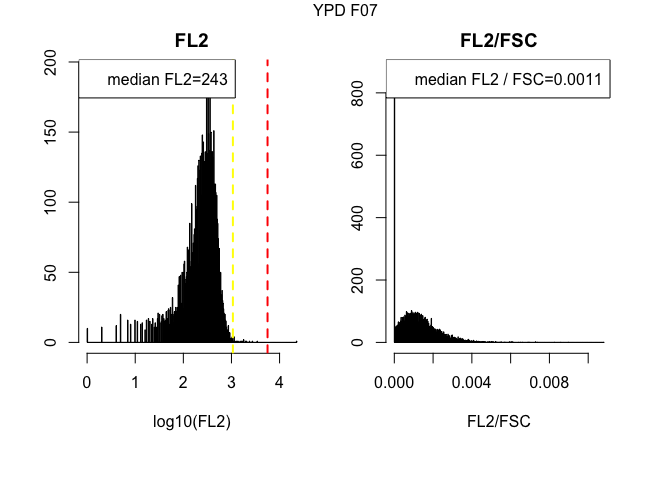 YPD F07
FL2
median FL2=243
0
50
100
150
200
0 1 2 3 4
log10(FL2)
FL2/FSC
median FL2 / FSC=0.0011
0
200
400
600
800
0.000 0.004 0.008
FL2/FSC